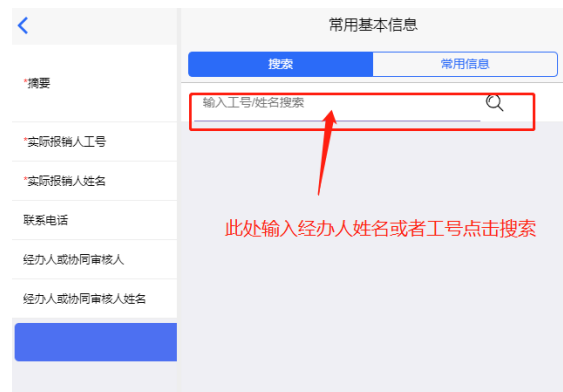 常用基本信息
搜索
常用信息
*摘要
输入工号/姓名搜索
*实际报销人工号
*实际报销人姓名
联系电话
此处输入经办人姓名或者工号点击搜索
经办人或协同审核人
经办人或协同审核人姓名